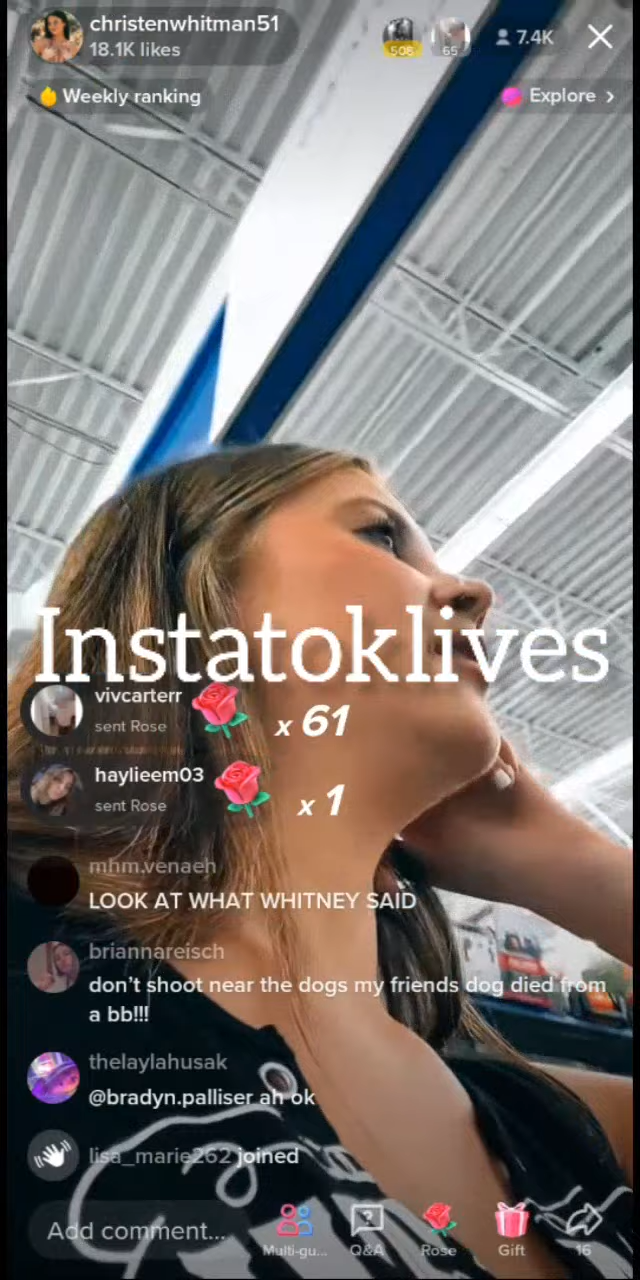 christenwhitman51
18.1K likes
508
65
7.4K
Weekly ranking
Explore >
Instatoklives
vivcarterr
sent Rose
x 61
haylieem03
sent Rose
x 1
mhm.venaeh
LOOK AT WHAT WHITNEY SAID
briannareisch
don't shoot near the dogs my friends dog died from
a bb!!!
thelaylahusak
@bradyn.palliser ah ok
lisa_marie262 joined
Add comment...
Multi-gu...
Q&A
Rose
Gift
16